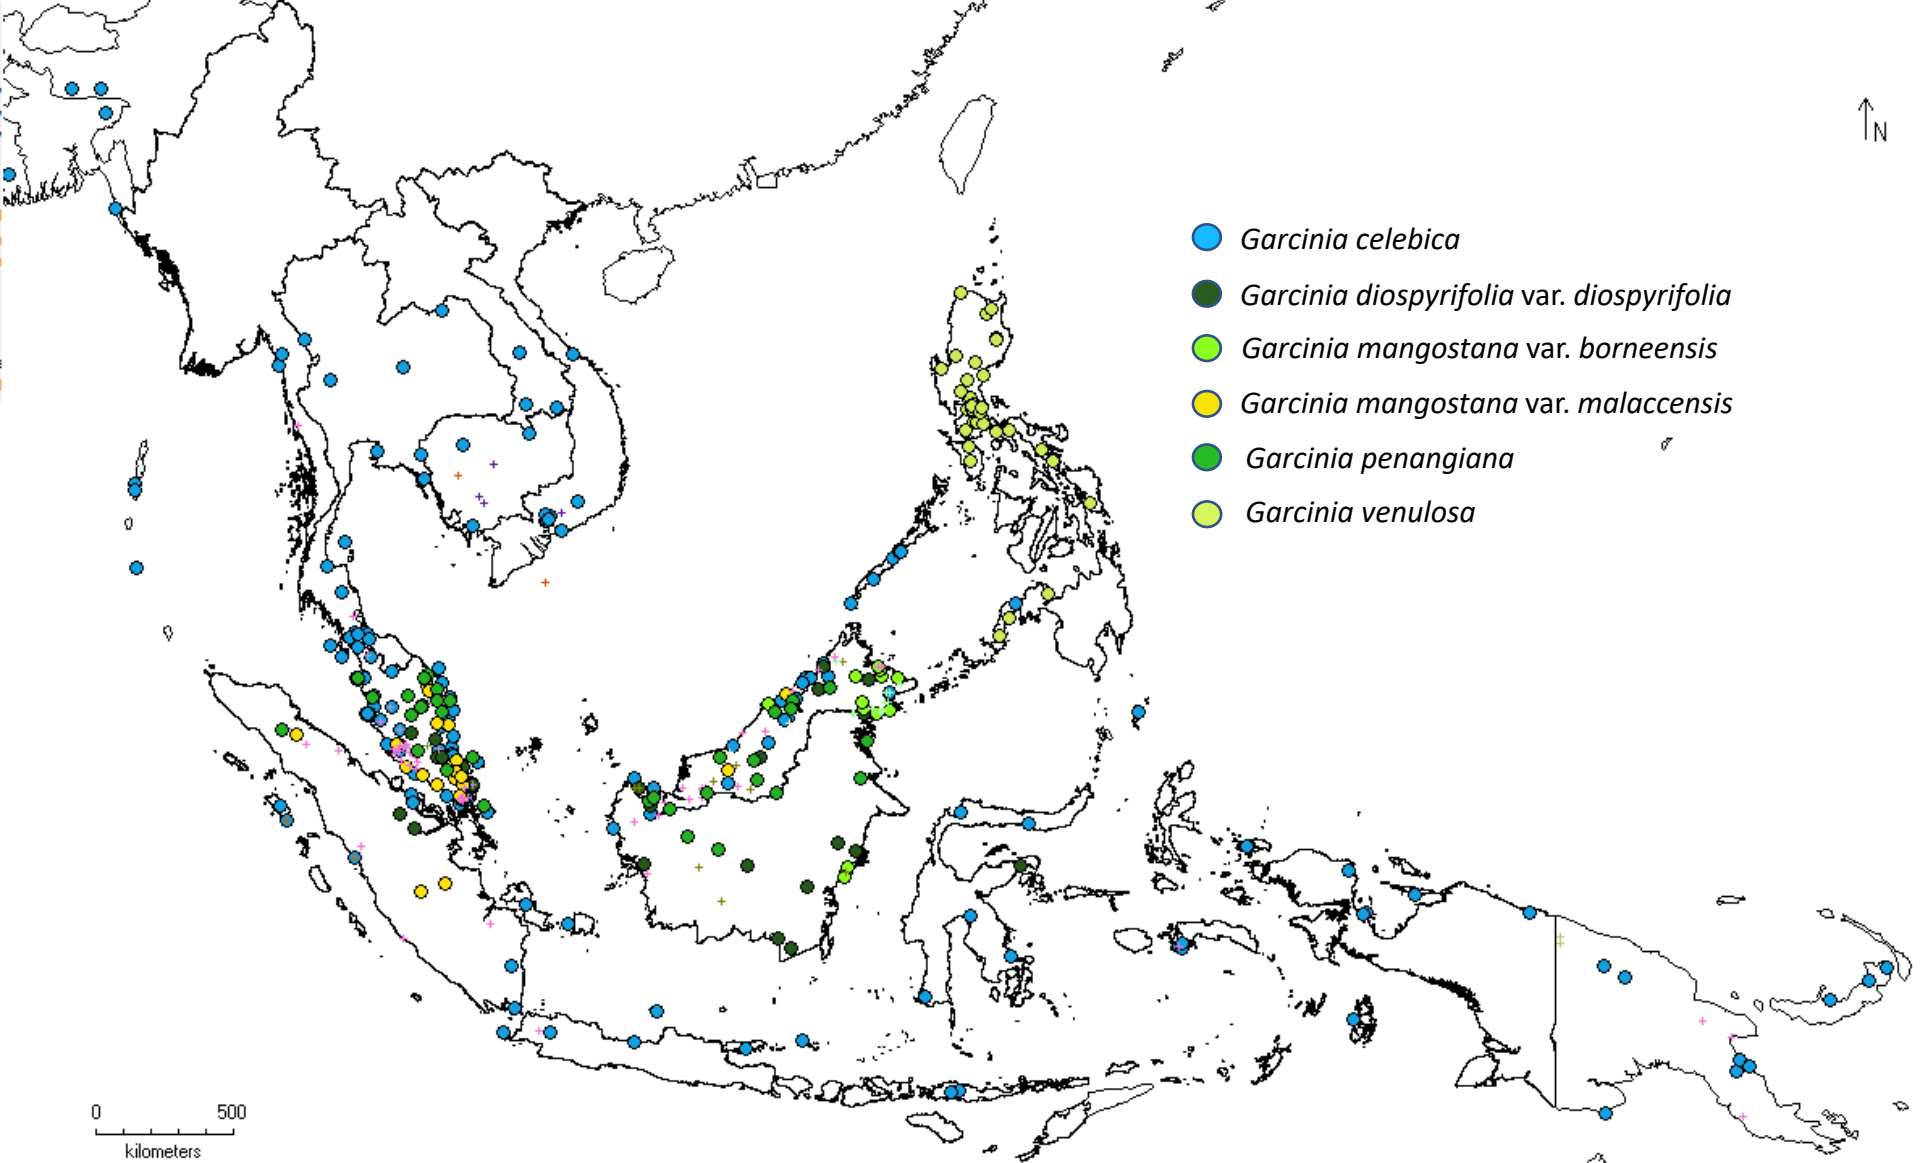 N
Garcinia celebica
Garcinia diospyrifolia var. diospyrifolia
Garcinia mangostana var. borneensis
Garcinia mangostana var. malaccensis
Garcinia penangiana
Garcinia venulosa
0 500
kilometers